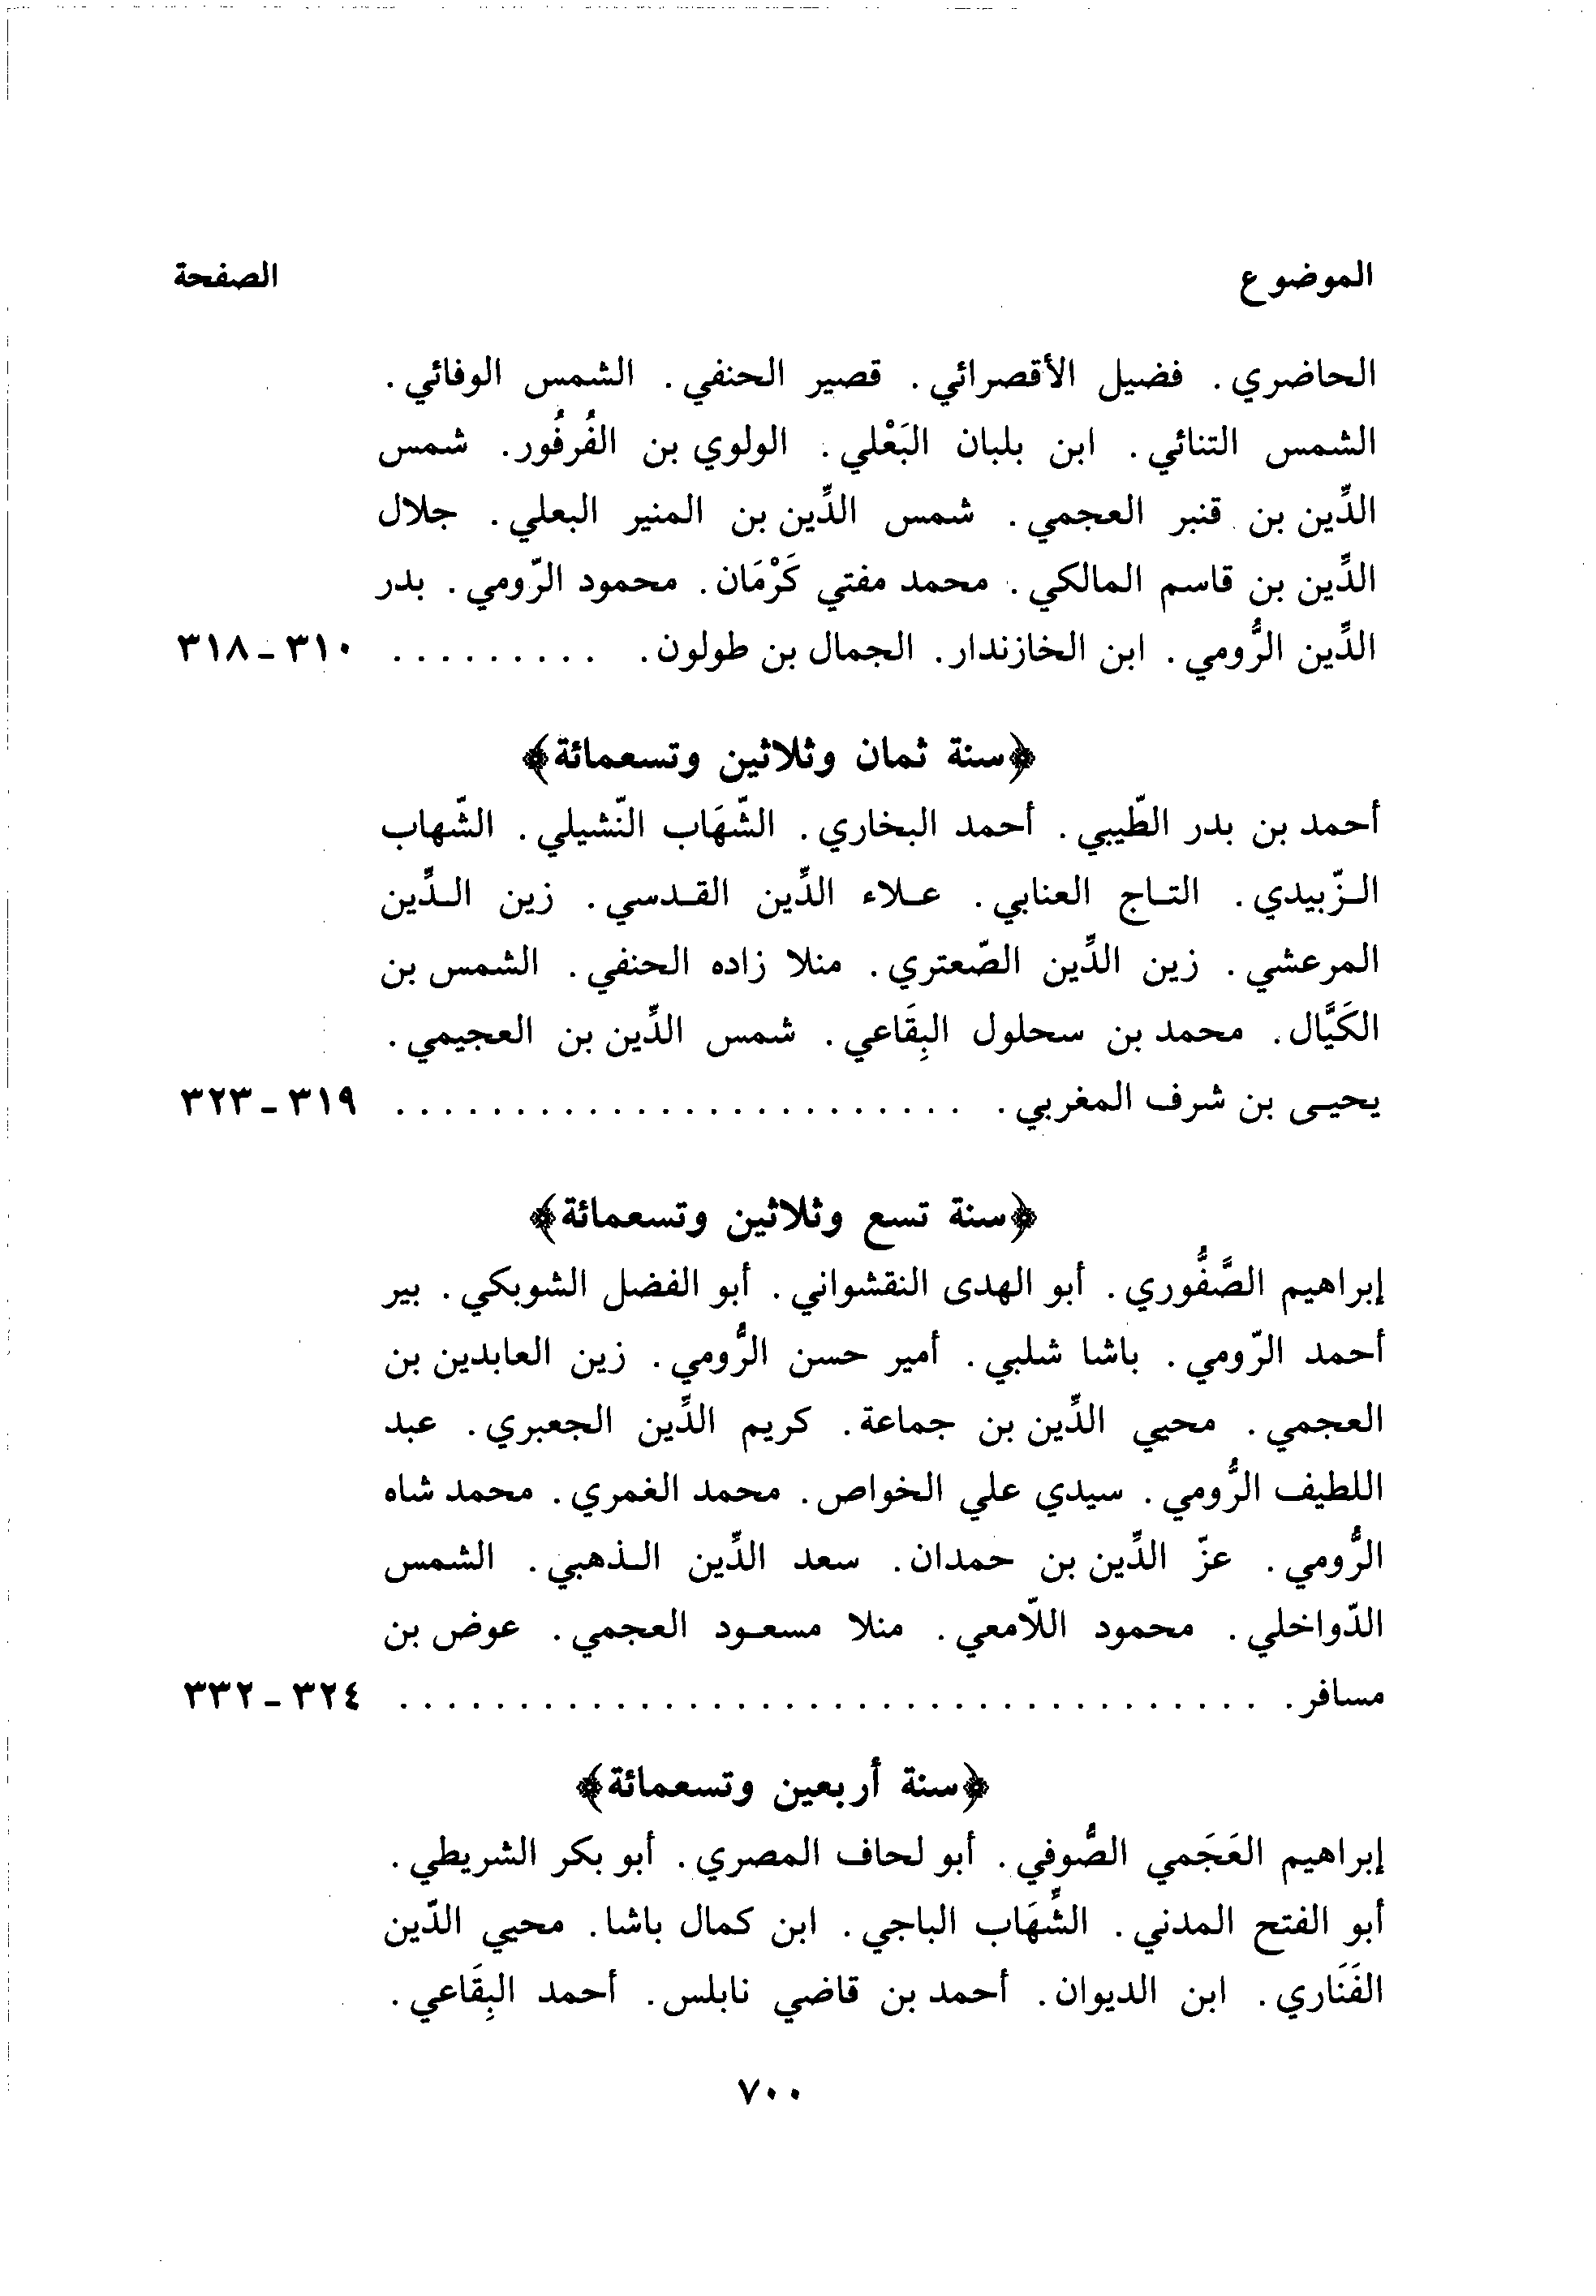 الموضوع الصفحة
الحاضري. فضيل الأقصرائي. قصير الحنفي. الشمس الوفائي.
الشمس التنائي. ابن بلبان البَعْلي. الولوي بن الفُرفُور. شمس
الدِّين بن قنبر العجمي. شمس الدِّين بن المنير البعلي. جلال
الدِّين بن قاسم المالكي. محمد مفتي كَرْمَان. محمود الرّومي. بدر
الدِّين الرُّومي. ابن الخازندار. الجمال بن طولون. . . . . . . . . . ٣١٠ ـ ٣١٨
﴿سنة ثمان وثلاثين وتسعمائة﴾
أحمد بن بدر الطّيبي. أحمد البخاري. الشّهَاب النّشيلي. الشّهاب
الـزّبيدي. التـاج العنابي. عـلاء الدِّين القـدسي. زين الـدِّين
المرعشي. زين الدِّين الصّعتري. منلا زاده الحنفي. الشمس بن
الكَيَّال. محمد بن سحلول البِقَاعي. شمس الدِّين بن العجيمي.
يحيـى بن شرف المغربي. . . . . . . . . . . . . . . . . . . . . . . . . ٣١٩ ـ ٣٢٣
﴿سنة تسع وثلاثين وتسعمائة﴾
إبراهيم الصَّفُّوري. أبو الهدى النقشواني. أبو الفضل الشوبكي. بير
أحمد الرّومي. باشا شلبي. أمير حسن الرُّومي. زين العابدين بن
العجمي. محيي الدِّين بن جماعة. كريم الدِّين الجعبري. عبد
اللطيف الرُّومي. سيدي علي الخواص. محمد الغمري. محمد شاه
الرُّومي. عزّ الدِّين بن حمدان. سعد الدِّين الـذهبي. الشمس
الدّواخلي. محمود اللّامعي. منلا مسعـود العجمي. عوض بن
مسافر. . . . . . . . . . . . . . . . . . . . . . . . . . . . . . . . . . . . . . ٣٢٤ ـ ٣٣٢
﴿سنة أربعين وتسعمائة﴾
إبراهيم العَجَمي الصُّوفي. أبو لحاف المصري. أبو بكر الشريطي.
أبو الفتح المدني. الشِّهَاب الباجي. ابن كمال باشا. محيي الدّين
الفَنَاري. ابن الديوان. أحمد بن قاضي نابلس. أحمد البِقَاعي.
٧٠٠